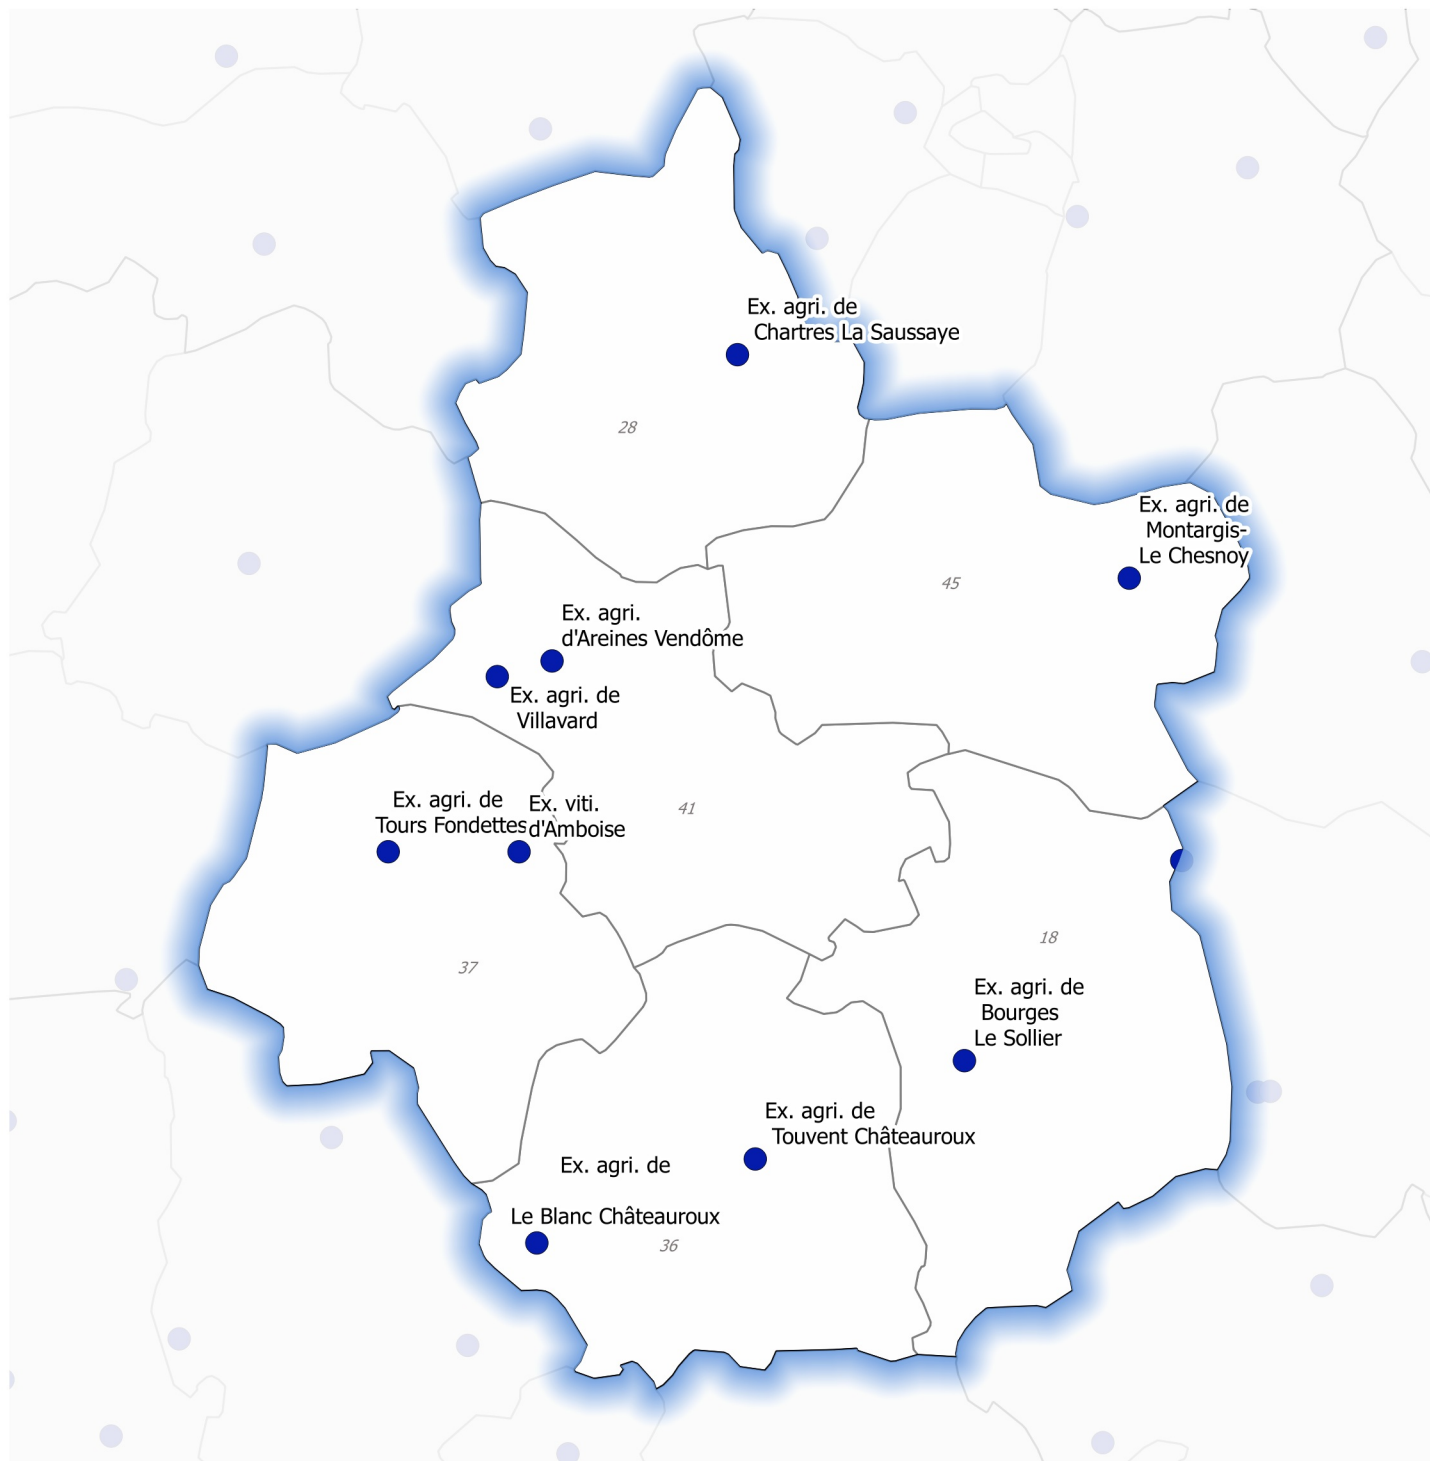 Ex. agri. de
Chartres La Saussaye
28
Ex. agri. de
Montargis-
Le Chesnoy
45
Ex. agri.
d'Areines Vendôme
Ex. agri. de
Villavard
Ex. agri. de
Tours Fondettes
Ex. viti.
d'Amboise
41
18
37
Ex. agri. de
Bourges
Le Sollier
Ex. agri. de
Touvent Châteauroux
Ex. agri. de
Le Blanc Châteauroux
36